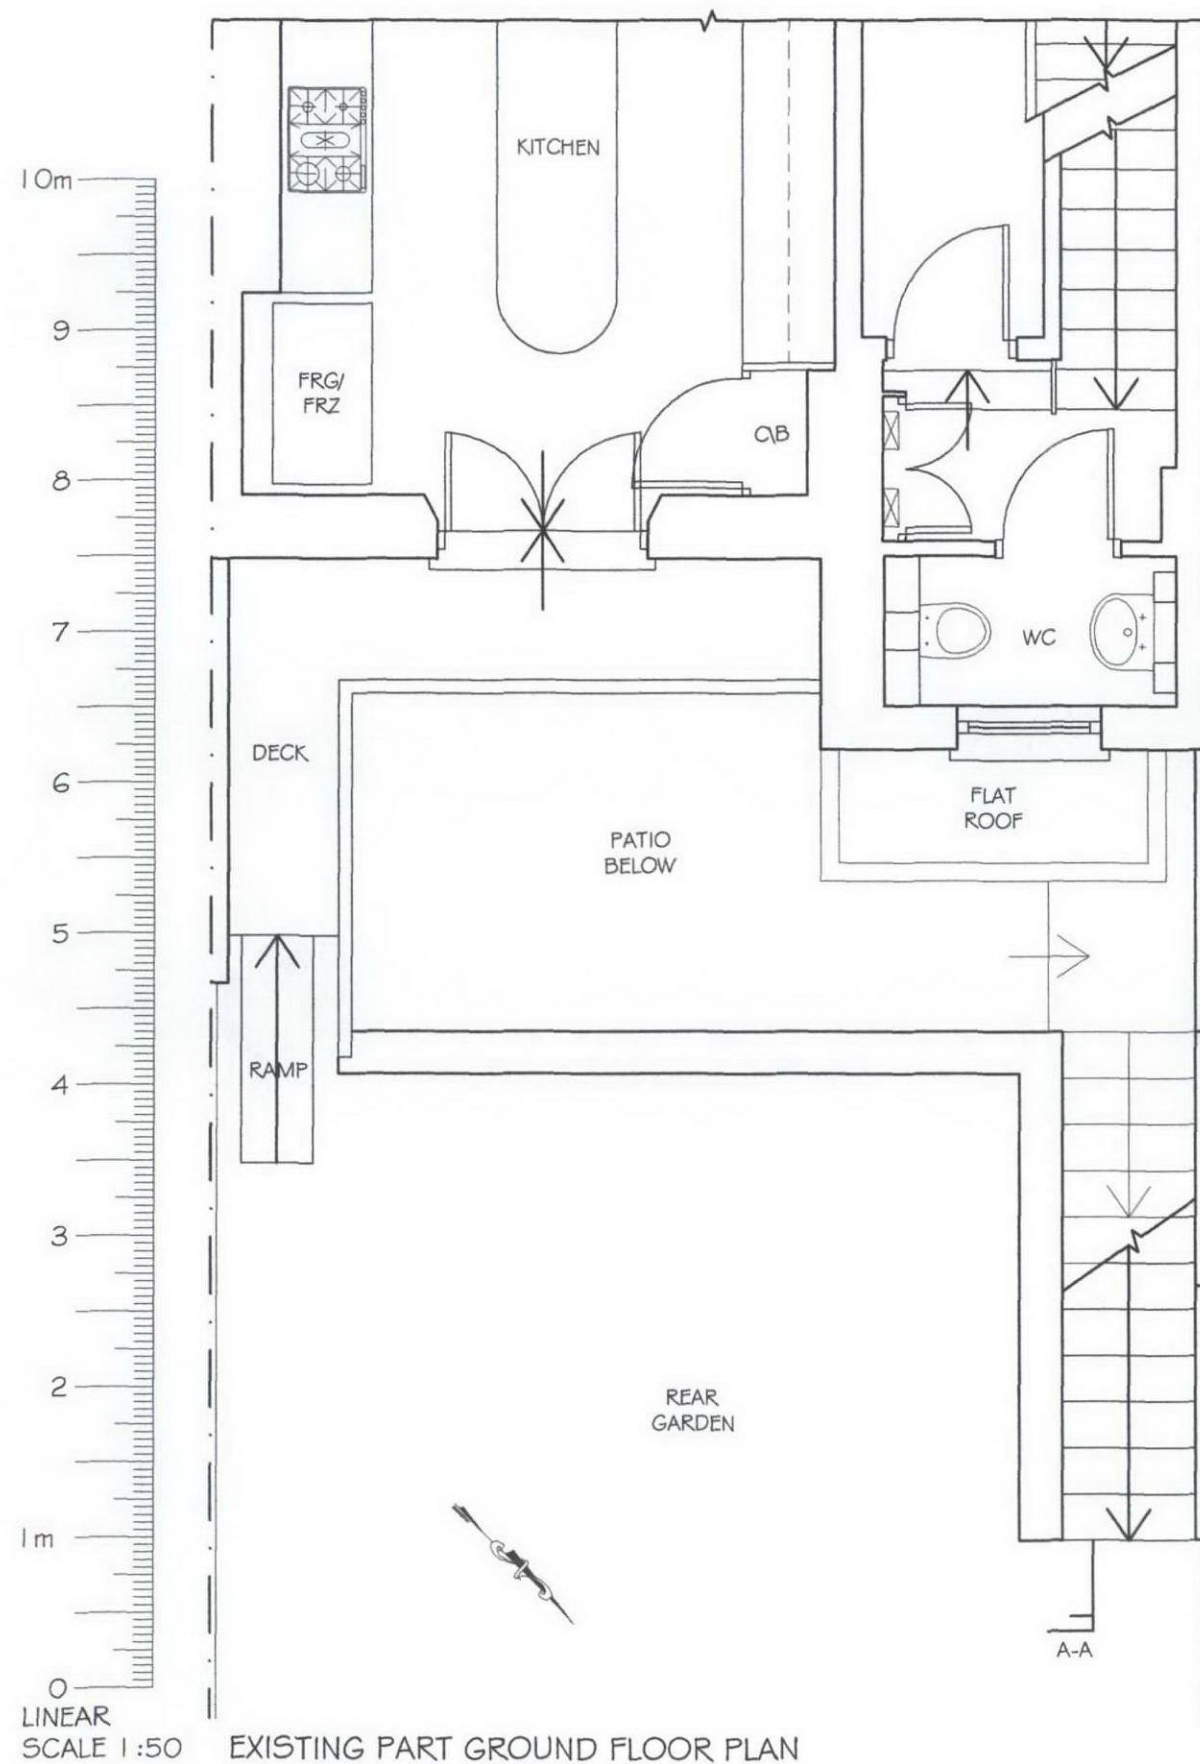 KITCHEN
10m
9
FRG/
FRZ
C\B
8
7
WC
DECK
6
FLAT
ROOF
PATIO
BELOW
5
RAMP
4
3
2
REAR
GARDEN
1m
A-A
0
LINEAR
SCALE 1:50
EXISTING PART GROUND FLOOR PLAN